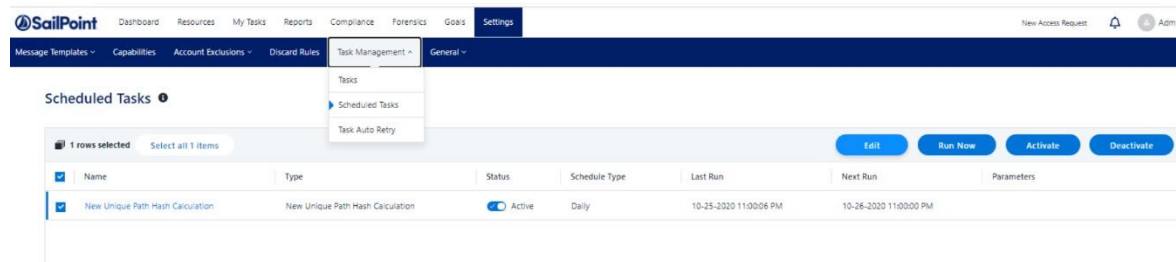 SailPoint Dashboard Resources My Tasks Reports Compliance Forensics Goals Settings New Access Request Adm
Message Templates Capabilities Account Exclusions Discard Rules Task Management General
Tasks
Scheduled Tasks
Task Auto Retry
Scheduled Tasks
1 rows selected Select all 1 items Edit Run Now Activate Deactivate
Name Type Status Schedule Type Last Run Next Run Parameters
New Unique Path Hash Calculation New Unique Path Hash Calculation Active Daily 10-25-2020 11:00:06 PM 10-26-2020 11:00:00 PM